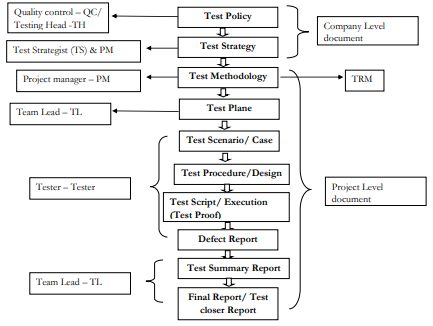 Quality control – QC/
Testing Head -TH
Test Policy
Company Level
document
Test Strategist (TS) & PM
Test Strategy
Project manager – PM
Test Methodology
TRM
Team Lead – TL
Test Plane
Test Scenario/ Case
Test Procedure/Design
Tester – Tester
Project Level
document
Test Script/ Execution
(Test Proof)
Defect Report
Test Summary Report
Team Lead – TL
Final Report/ Test
closer Report